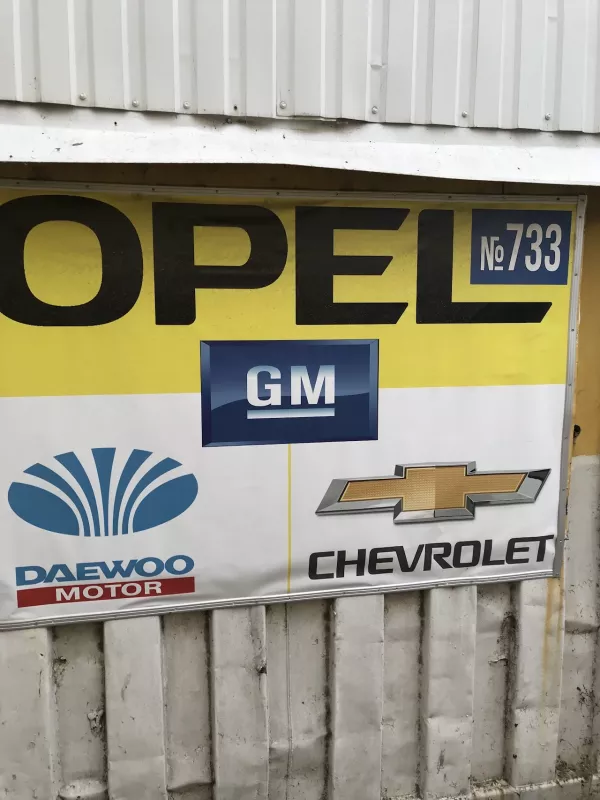 OPEL
№733
GM
DAEWOO
MOTOR
CHEVROLET